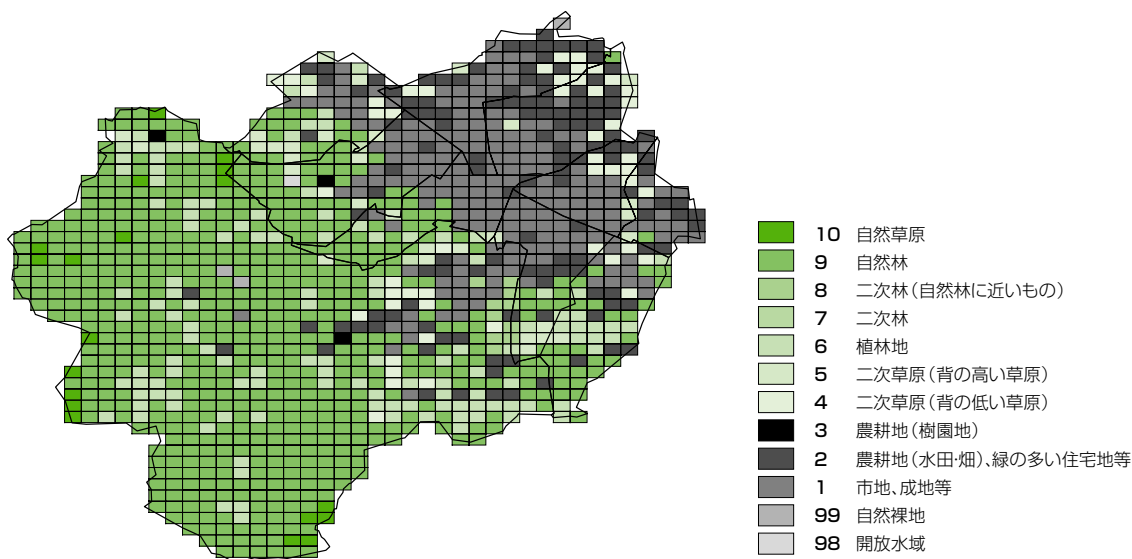 10 自然草原
9 自然林
8 二次林(自然林に近いもの)
7 二次林
6 植林地
5 二次草原(背の高い草原)
4 二次草原(背の低い草原)
3 農耕地(樹園地)
2 農耕地(水田·畑)、緑の多い住宅地等
1 市地、成地等
99 自然裸地
98 開放水域